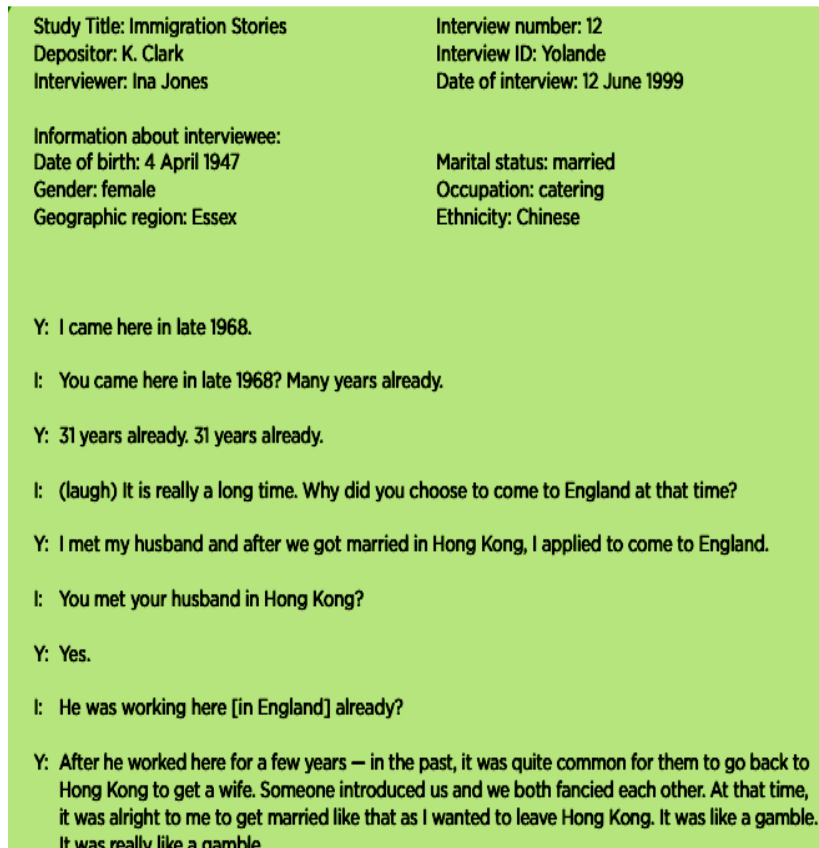 Study Title: Immigration Stories Interview number: 12
Depositor: K. Clark Interview ID: Yolande
Interviewer: Ina Jones Date of interview: 12 June 1999
Information about interviewee:
Date of birth: 4 April 1947 Marital status: married
Gender: female Occupation: catering
Geographic region: Essex Ethnicity: Chinese
Y: I came here in late 1968.
I: You came here in late 1968? Many years already.
Y: 31 years already. 31 years already.
I: (laugh) It is really a long time. Why did you choose to come to England at that time?
Y: I met my husband and after we got married in Hong Kong, I applied to come to England.
I: You met your husband in Hong Kong?
Y: Yes.
I: He was working here [in England] already?
Y: After he worked here for a few years — in the past, it was quite common for them to go back to
Hong Kong to get a wife. Someone introduced us and we both fancied each other. At that time,
it was alright to me to get married like that as I wanted to leave Hong Kong. It was like a gamble.
It was really like a gamble